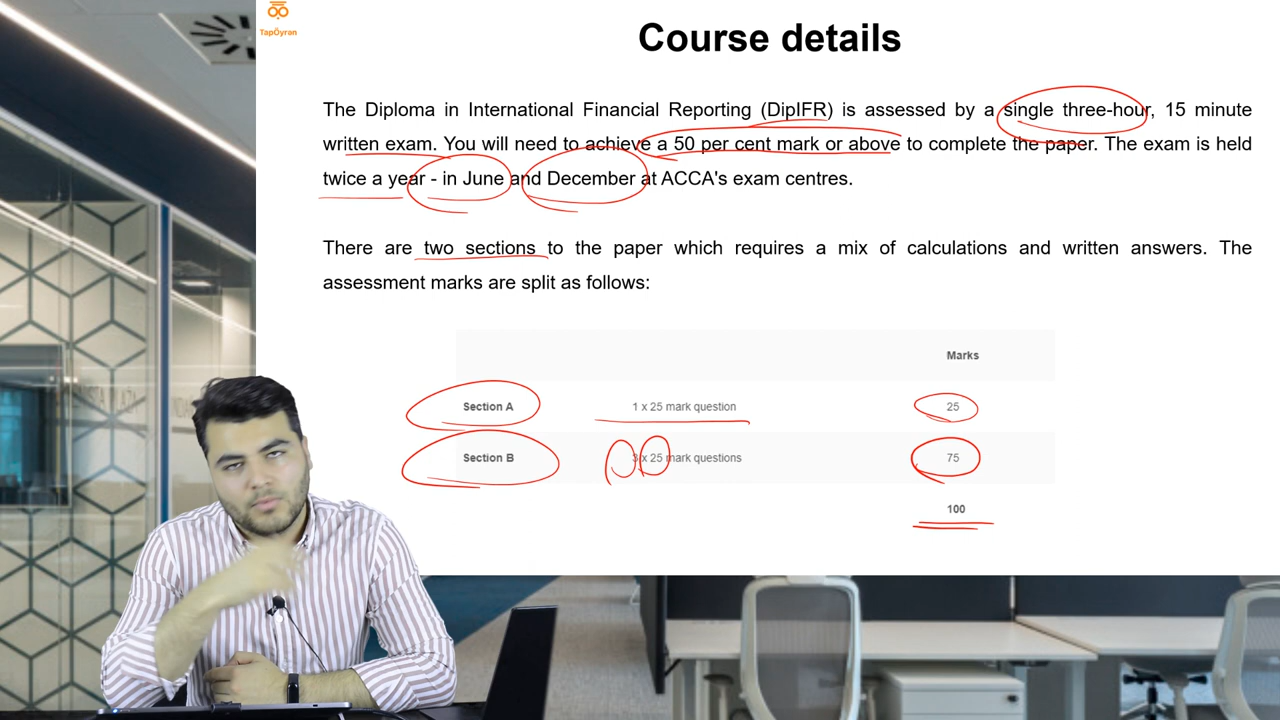 TapÖyrən
Course details
The Diploma in International Financial Reporting (DipIFR) is assessed by a single three-hour, 15 minute
written exam. You will need to achieve a 50 per cent mark or above to complete the paper. The exam is held
twice a year - in June and December at ACCA's exam centres.
There are two sections to the paper which requires a mix of calculations and written answers. The
assessment marks are split as follows:
Marks
Section A 1 x 25 mark question 25
Section B 3 x 25 mark questions 75
100